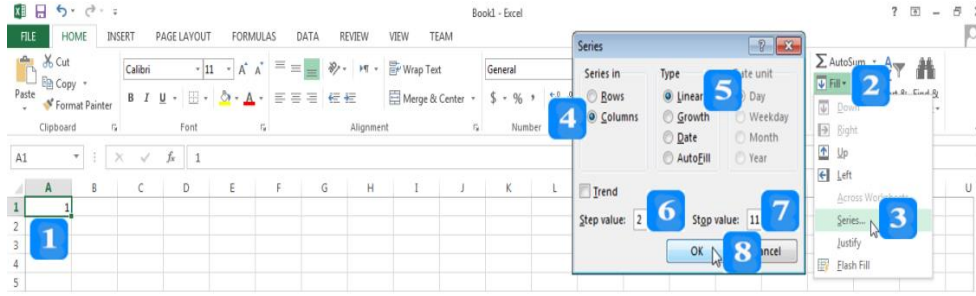 Book1 - Excel
FILE HOME INSERT PAGE LAYOUT FORMULAS DATA REVIEW VIEW TEAM
Cut
Copy
Format Painter
Paste
Clipboard
Calibri 11 A A
B I U A
Font
Wrap Text
Merge & Center
Alignment
General
$ % ,
Number
Σ AutoSum
Fill
2
Down
Right
Up
Left
Across Worksheets
Series...
3
Justify
Flash Fill
Series
Series in
Rows
Columns
4
Type
Linear
Growth
Date
AutoFill
5
Date unit
Day
Weekday
Month
Year
Trend
Step value: 2
6
Stop value: 11
7
OK
8
Cancel
A1 fx 1
A B C D E F G H I J K L U
1 1
2
3
4
5
1